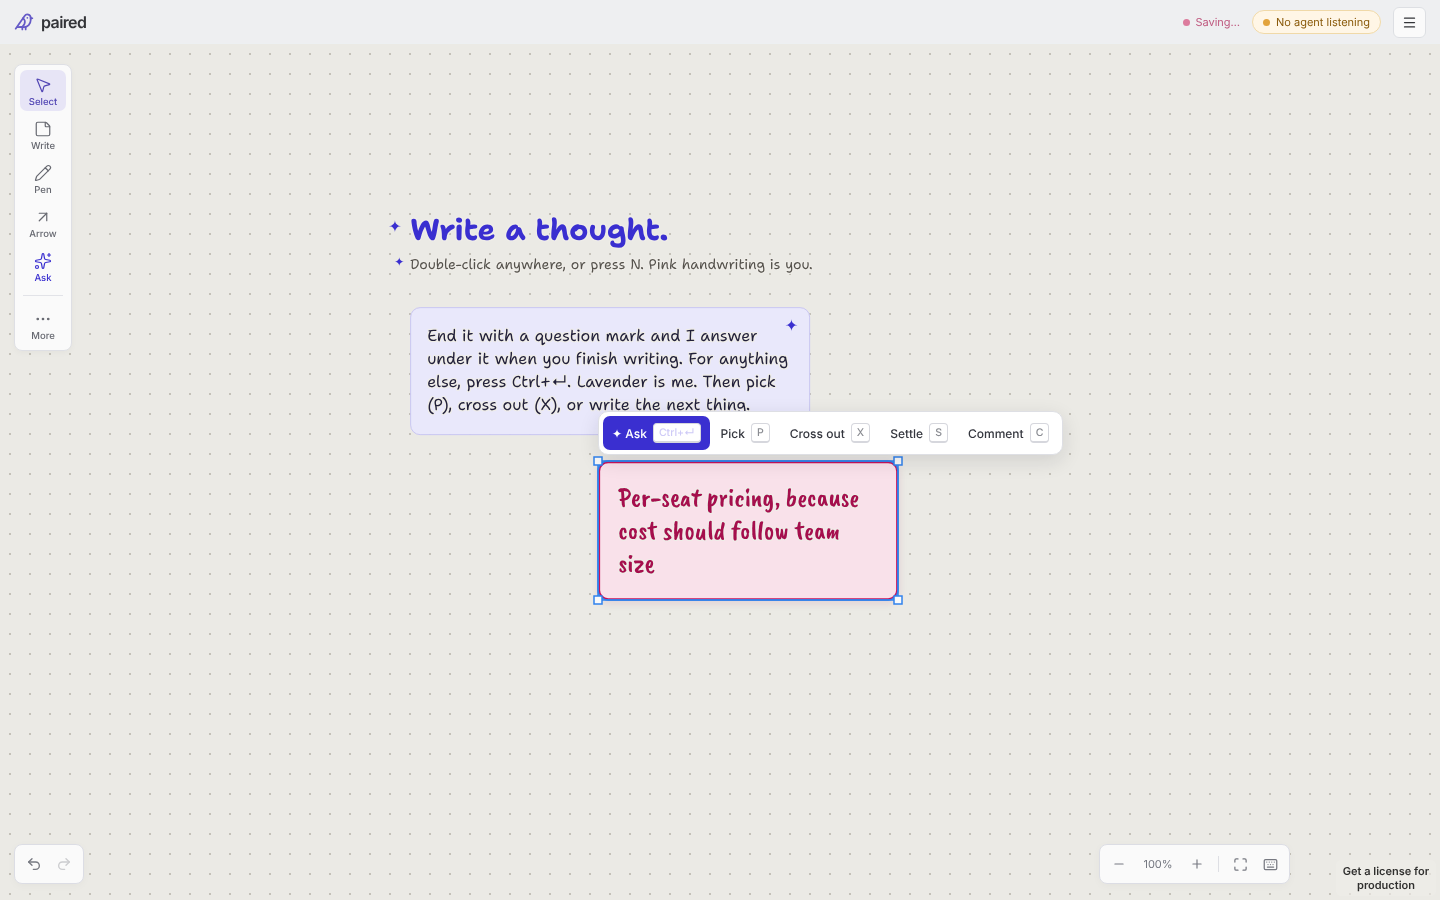 paired
Saving...
No agent listening
Select
Write
Pen
Arrow
Ask
More
Write a thought.
Double-click anywhere, or press N. Pink handwriting is you.
End it with a question mark and I answer
under it when you finish writing. For anything
else, press Ctrl+↵. Lavender is me. Then pick
(P), cross out (X), or write the next thing.
Ask Ctrl+↵ Pick P Cross out X Settle S Comment C
Per-seat pricing, because
cost should follow team
size
100%
Get a license for
production